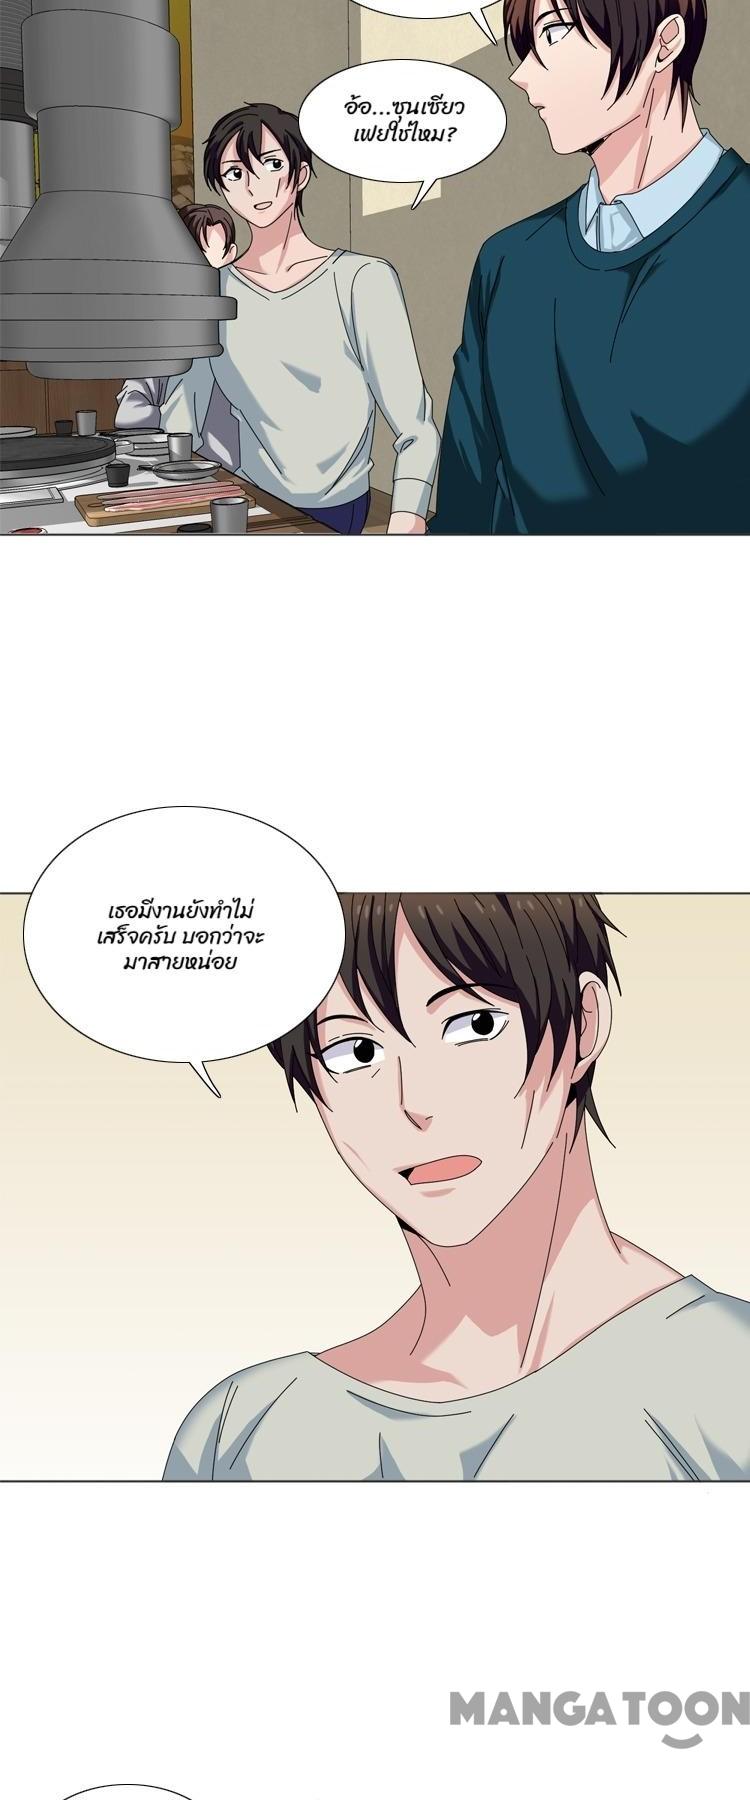 อ้อ...ซุนเซียว
เฟยใช่ไหม?
เธอมีงานยังทำไม่
เสร็จครับ บอกว่าจะ
มาสายหน่อย
MANGATOON